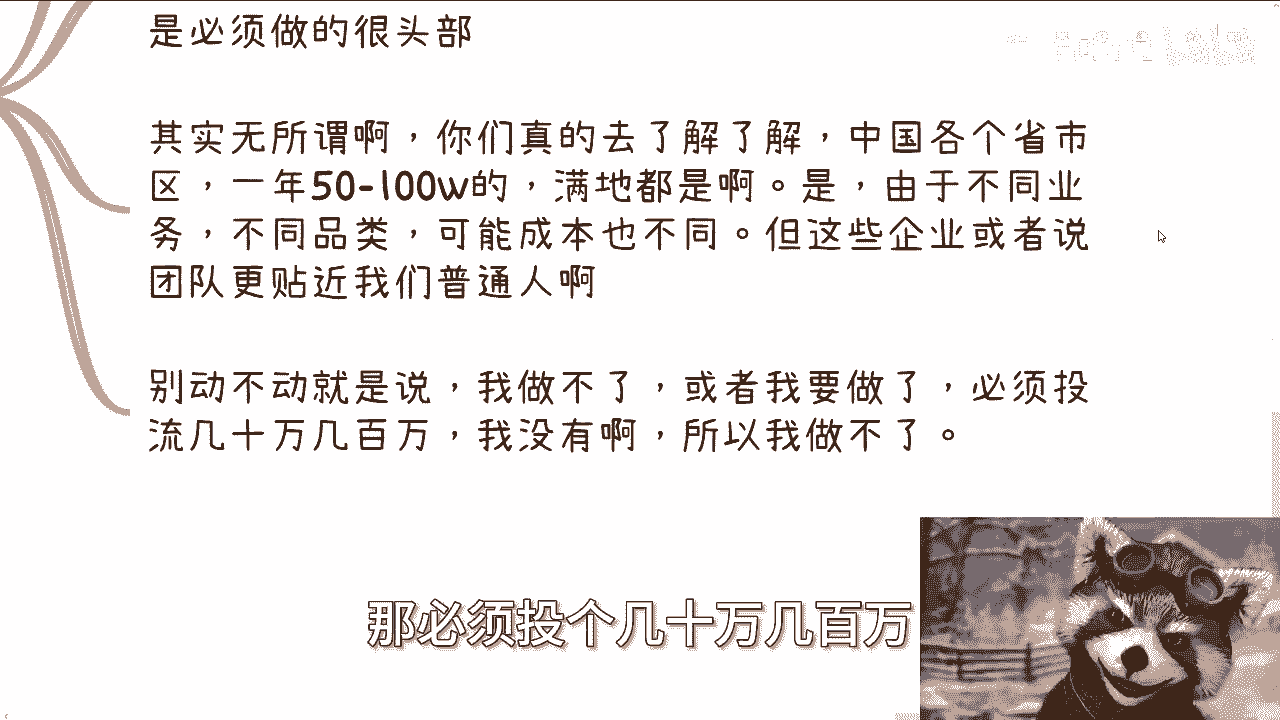 是必须做的很头部
其实无所谓啊，你们真的去了解了解，中国各个省市
区，一年50-100w的，满地都是啊。是，由于不同业
务，不同品类，可能成本也不同。但这些企业或者说
团队更贴近我们普通人啊
别动不动就是说，我做不了，或者我要做了，必须投
流几十万几百万，我没有啊，所以我做不了。
那必须投个几十万几百万